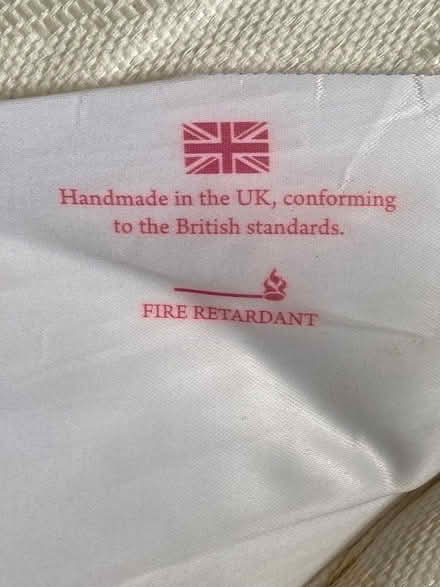 Handmade in the UK, conforming
to the British standards.
FIRE RETARDANT